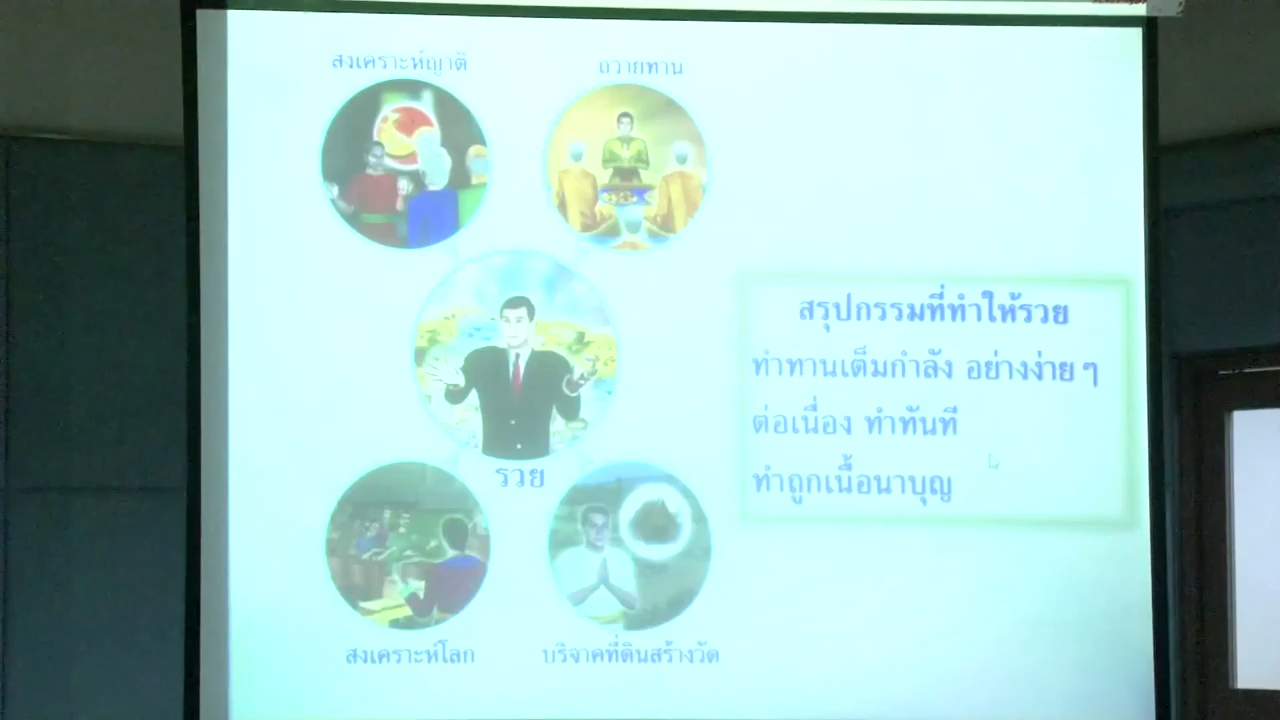 สงเคราะห์ญาติ
ถวายทาน
รวย
สงเคราะห์โลก
บริจาคที่ดินสร้างวัด
สรุปกรรมที่ทำให้รวย
ทำทานเต็มกำลัง อย่างง่าย ๆ
ต่อเนื่อง ทำทันที
ทำถูกเนื้อนาบุญ